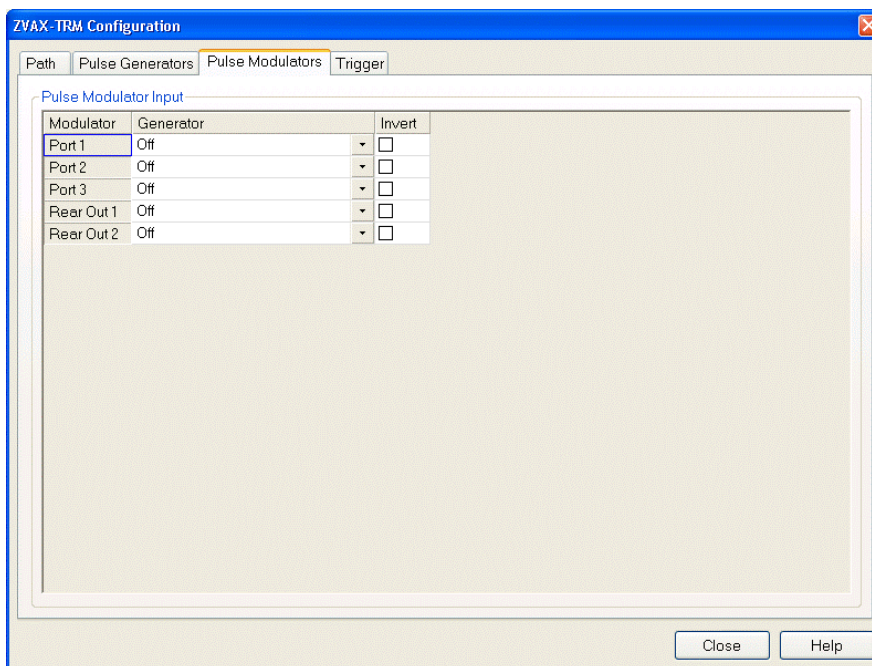 ZVAX-TRM Configuration
Path Pulse Generators Pulse Modulators Trigger
Pulse Modulator Input
Modulator Generator Invert
Port 1 Off
Port 2 Off
Port 3 Off
Rear Out 1 Off
Rear Out 2 Off
Close Help